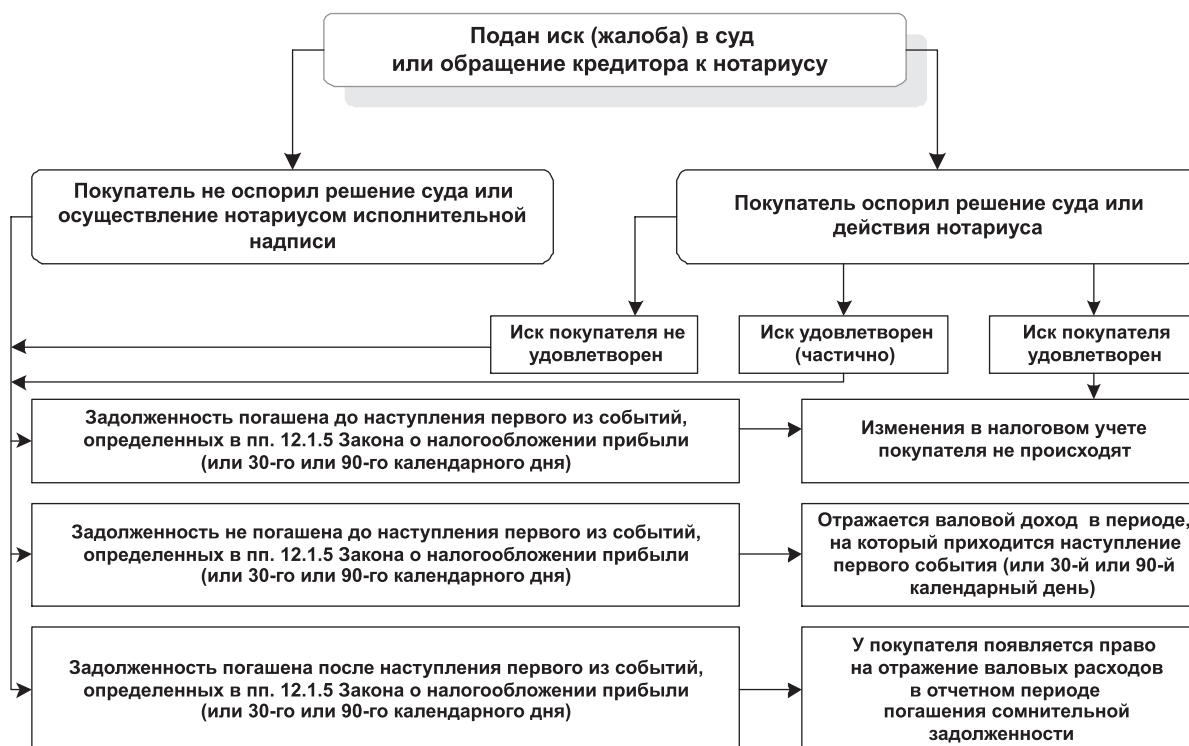 Подан иск (жалоба) в суд
или обращение кредитора к нотариусу
Покупатель не оспорил решение суда или
осуществление нотариусом исполнительной
надписи
Покупатель оспорил решение суда или
действия нотариуса
Иск покупателя не
удовлетворен
Иск удовлетворен
(частично)
Иск покупателя
удовлетворен
Задолженность погашена до наступления первого из событий,
определенных в пп. 12.1.5 Закона о налогообложении прибыли
(или 30-го или 90-го календарного дня)
Изменения в налоговом учете
покупателя не происходят
Задолженность не погашена до наступления первого из событий,
определенных в пп. 12.1.5 Закона о налогообложении прибыли
(или 30-го или 90-го календарного дня)
Отражается валовой доход в периоде,
на который приходится наступление
первого события (или 30-й или 90-й
календарный день)
Задолженность погашена после наступления первого из событий,
определенных в пп. 12.1.5 Закона о налогообложении прибыли
(или 30-го или 90-го календарного дня)
У покупателя появляется право
на отражение валовых расходов
в отчетном периоде
погашения сомнительной
задолженности